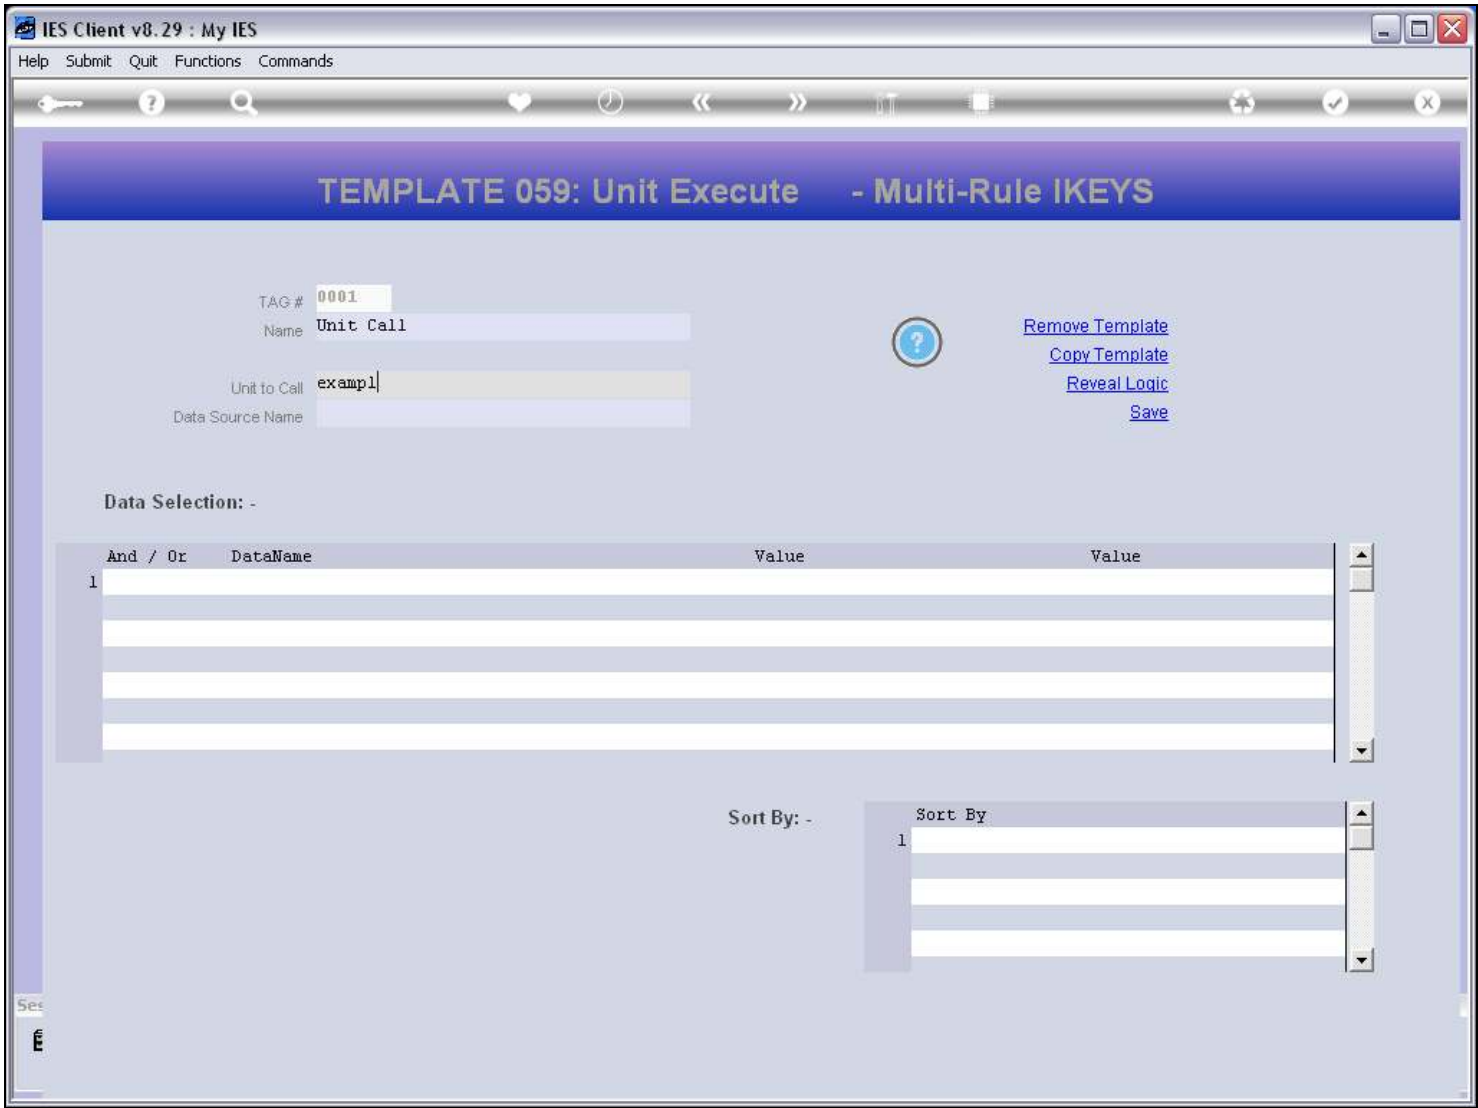 IES Client v8.29 : My IES
Help Submit Quit Functions Commands
TEMPLATE 059: Unit Execute - Multi-Rule IKEYS
TAG # 0001
Name Unit Call
Remove Template
Copy Template
Unit to Call exampl
Reveal Logic
Data Source Name
Save
Data Selection: -
And / Or DataName Value Value
1
Sort By: -
Sort By
1
Ses